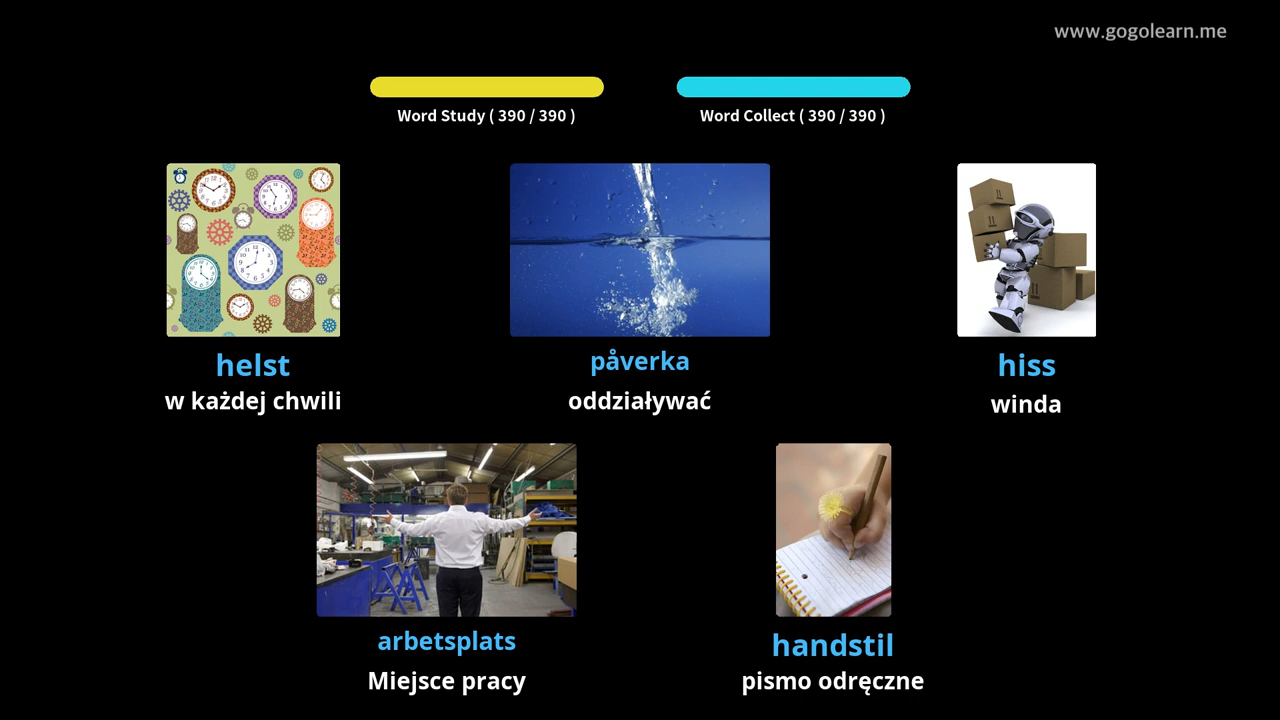 www.gogolearn.me
Word Study ( 390 / 390 )
Word Collect ( 390 / 390 )
helst
w każdej chwili
påverka
oddziaływać
hiss
winda
arbetsplats
Miejsce pracy
handstil
pismo odręczne